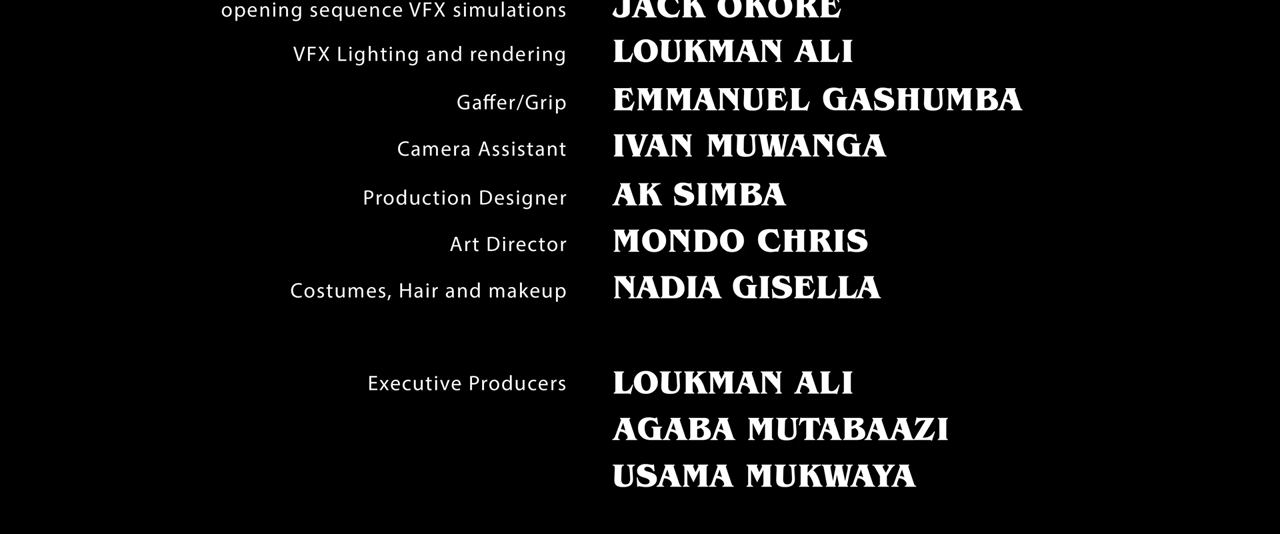 opening sequence VFX simulations JACK OKORE
VFX Lighting and rendering LOUKMAN ALI
Gaffer/Grip EMMANUEL GASHUMBA
Camera Assistant IVAN MUWANGA
Production Designer AK SIMBA
Art Director MONDO CHRIS
Costumes, Hair and makeup NADIA GISELLA
Executive Producers LOUKMAN ALI
AGABA MUTABAAZI
USAMA MUKWAYA